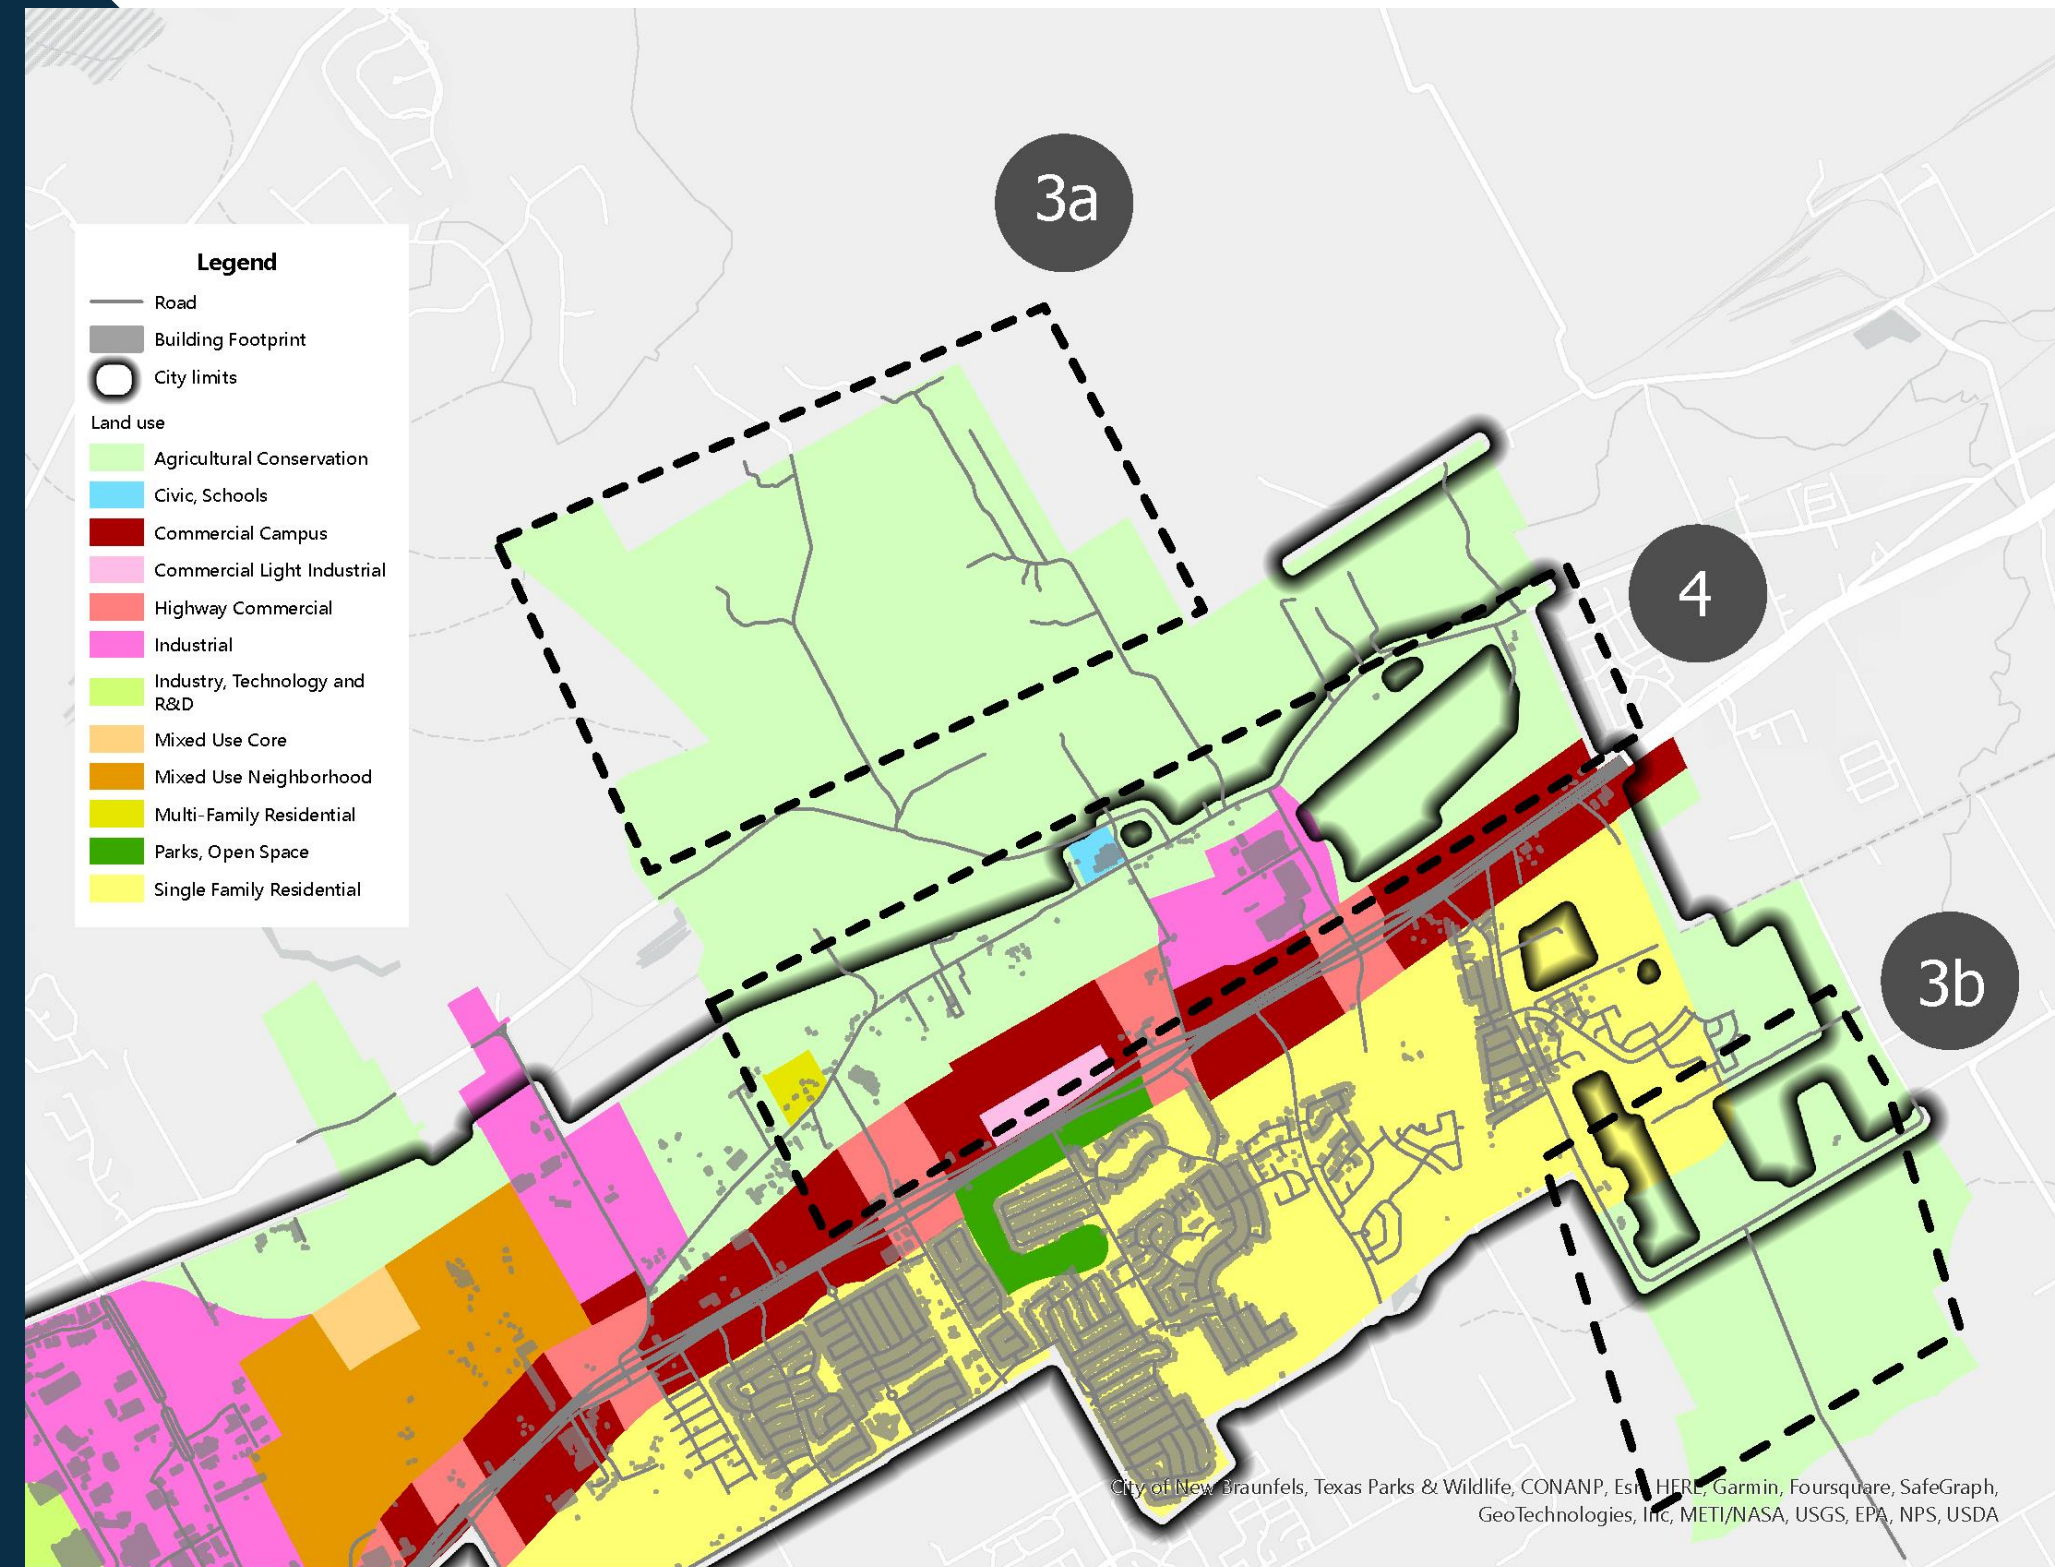 3a
Legend
Road
Building Footprint
City limits
Land use
Agricultural Conservation
Civic, Schools
Commercial Campus
Commercial Light Industrial
Highway Commercial
Industrial
Industry, Technology and
R&D
Mixed Use Core
Mixed Use Neighborhood
Multi-Family Residential
Parks, Open Space
Single Family Residential
4
3b
City of New Braunfels, Texas Parks & Wildlife, CONANP, Esri, HERE, Garmin, Foursquare, SafeGraph,
GeoTechnologies, Inc, METI/NASA, USGS, EPA, NPS, USDA